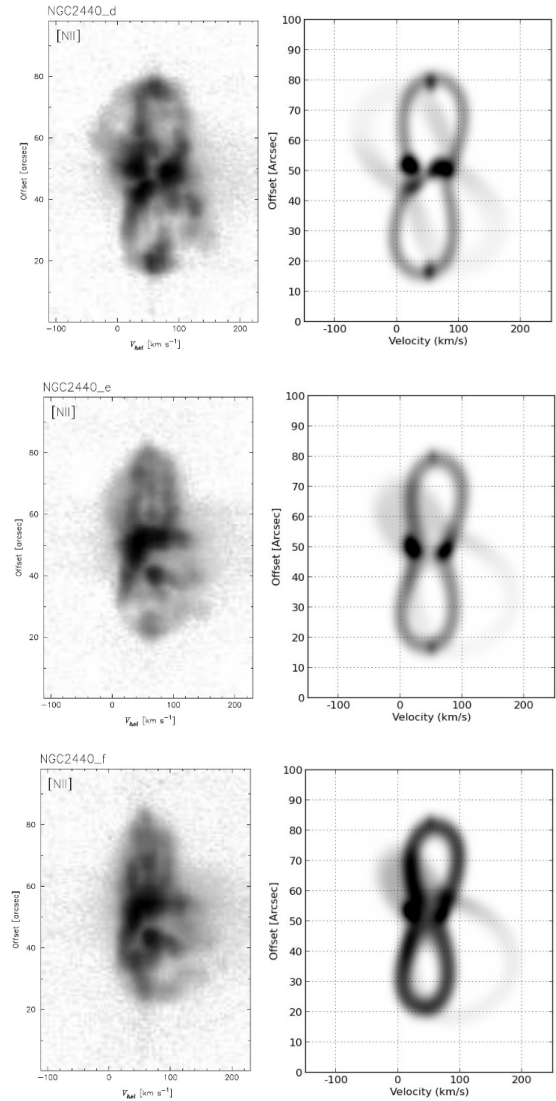 NGC2440_d
[NII]
Offset [arcsec]
80
60
40
20
-100 0 100 200
V_hel [km s⁻¹]
100
90
80
70
60
50
40
30
20
10
0
Offset [Arcsec]
-100 0 100 200
Velocity (km/s)
NGC2440_e
[NII]
Offset [arcsec]
80
60
40
20
-100 0 100 200
V_hel [km s⁻¹]
100
90
80
70
60
50
40
30
20
10
0
Offset [Arcsec]
-100 0 100 200
Velocity (km/s)
NGC2440_f
[NII]
Offset [arcsec]
80
60
40
20
-100 0 100 200
V_hel [km s⁻¹]
100
90
80
70
60
50
40
30
20
10
0
Offset [Arcsec]
-100 0 100 200
Velocity (km/s)